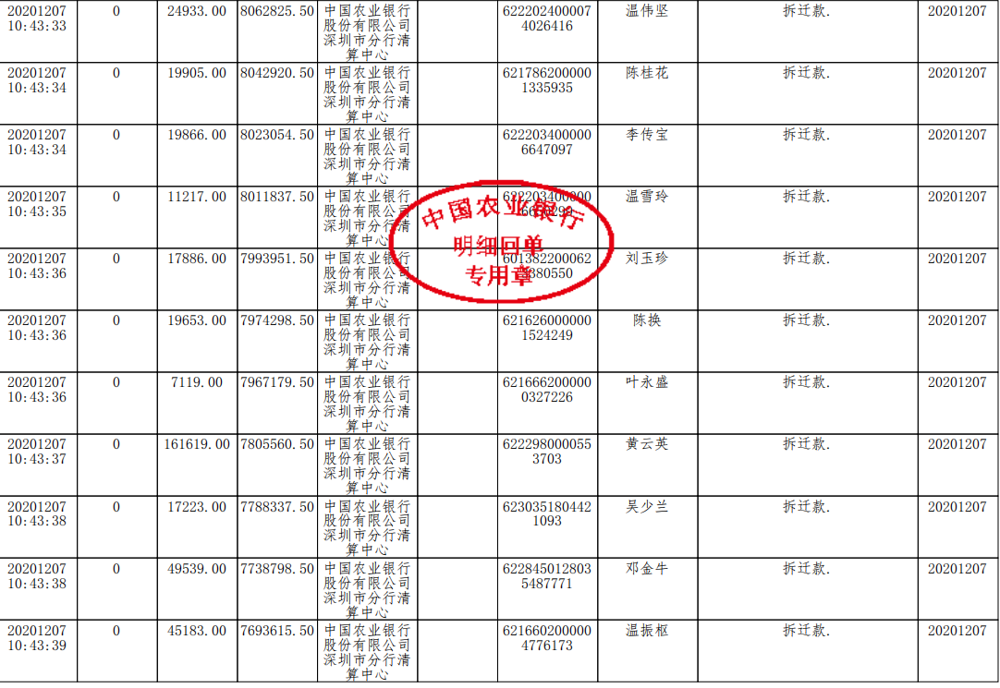 20201207 0 24933.00 8062825.50 中国农业银行 622202400007 温伟坚 拆迁款. 20201207
10:43:33 股份有限公司 4026416
深圳市分行清
算中心
20201207 0 19905.00 8042920.50 中国农业银行 621786200000 陈桂花 拆迁款. 20201207
10:43:34 股份有限公司 1335935
深圳市分行清
算中心
20201207 0 19866.00 8023054.50 中国农业银行 622203400000 李传宝 拆迁款. 20201207
10:43:34 股份有限公司 6647097
深圳市分行清
算中心
20201207 0 11217.00 8011837.50 中国农业银行 622203400000 温雪玲 拆迁款. 20201207
10:43:35 股份有限公司
深圳市分行清
算中心
中国农业银行
明细回单
专用章
20201207 0 17886.00 7993951.50 中国农业银行 601382200062 刘玉珍 拆迁款. 20201207
10:43:36 股份有限公司
深圳市分行清
算中心
20201207 0 19653.00 7974298.50 中国农业银行 621626000000 陈换 拆迁款. 20201207
10:43:36 股份有限公司 1524249
深圳市分行清
算中心
20201207 0 7119.00 7967179.50 中国农业银行 621666200000 叶永盛 拆迁款. 20201207
10:43:36 股份有限公司 0327226
深圳市分行清
算中心
20201207 0 161619.00 7805560.50 中国农业银行 622298000055 黄云英 拆迁款. 20201207
10:43:37 股份有限公司 3703
深圳市分行清
算中心
20201207 0 17223.00 7788337.50 中国农业银行 623035180442 吴少兰 拆迁款. 20201207
10:43:38 股份有限公司 1093
深圳市分行清
算中心
20201207 0 49539.00 7738798.50 中国农业银行 622845012803 邓金牛 拆迁款. 20201207
10:43:38 股份有限公司 5487771
深圳市分行清
算中心
20201207 0 45183.00 7693615.50 中国农业银行 621660200000 温振枢 拆迁款. 20201207
10:43:39 股份有限公司 4776173
深圳市分行清
算中心